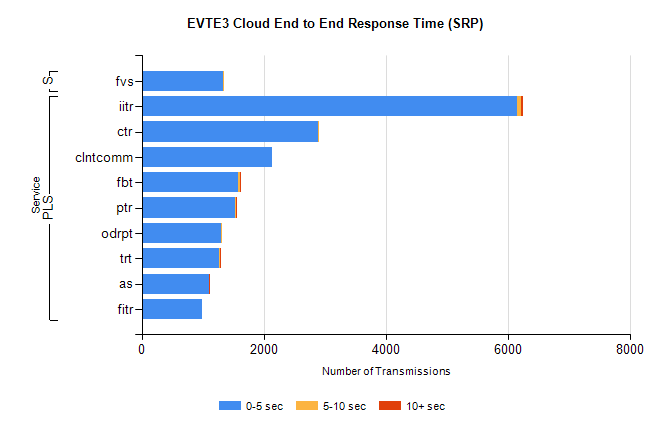 EVTE3 Cloud End to End Response Time (SRP)
S
fvs
iitr
ctr
clntcomm
fbt
ptr
odrpt
trt
as
fitr
Service
PLS
0
2000
4000
6000
8000
Number of Transmissions
0-5 sec
5-10 sec
10+ sec